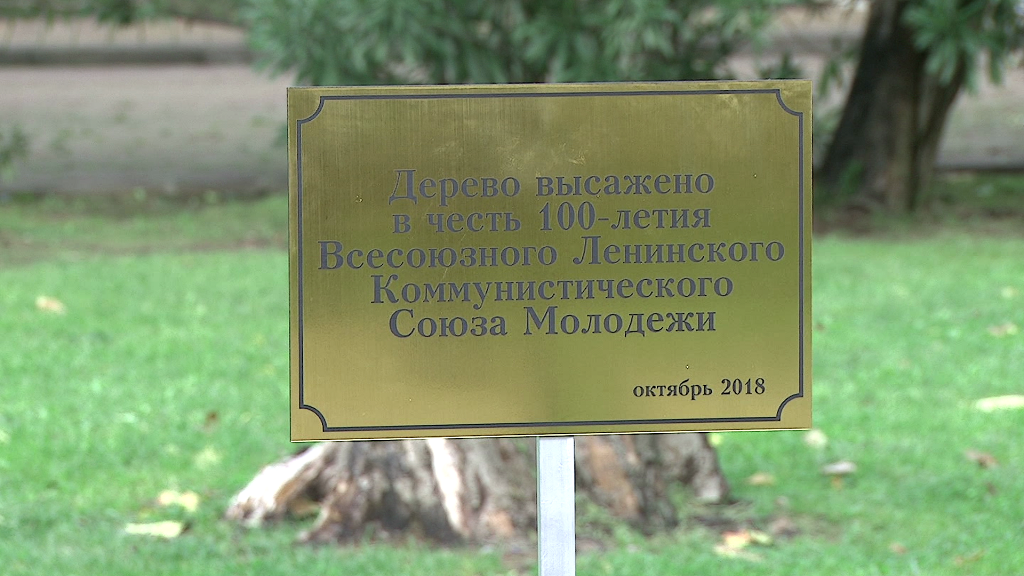 Дерево высажено
в честь 100-летия
Всесоюзного Ленинского
Коммунистического
Союза Молодежи
октябрь 2018